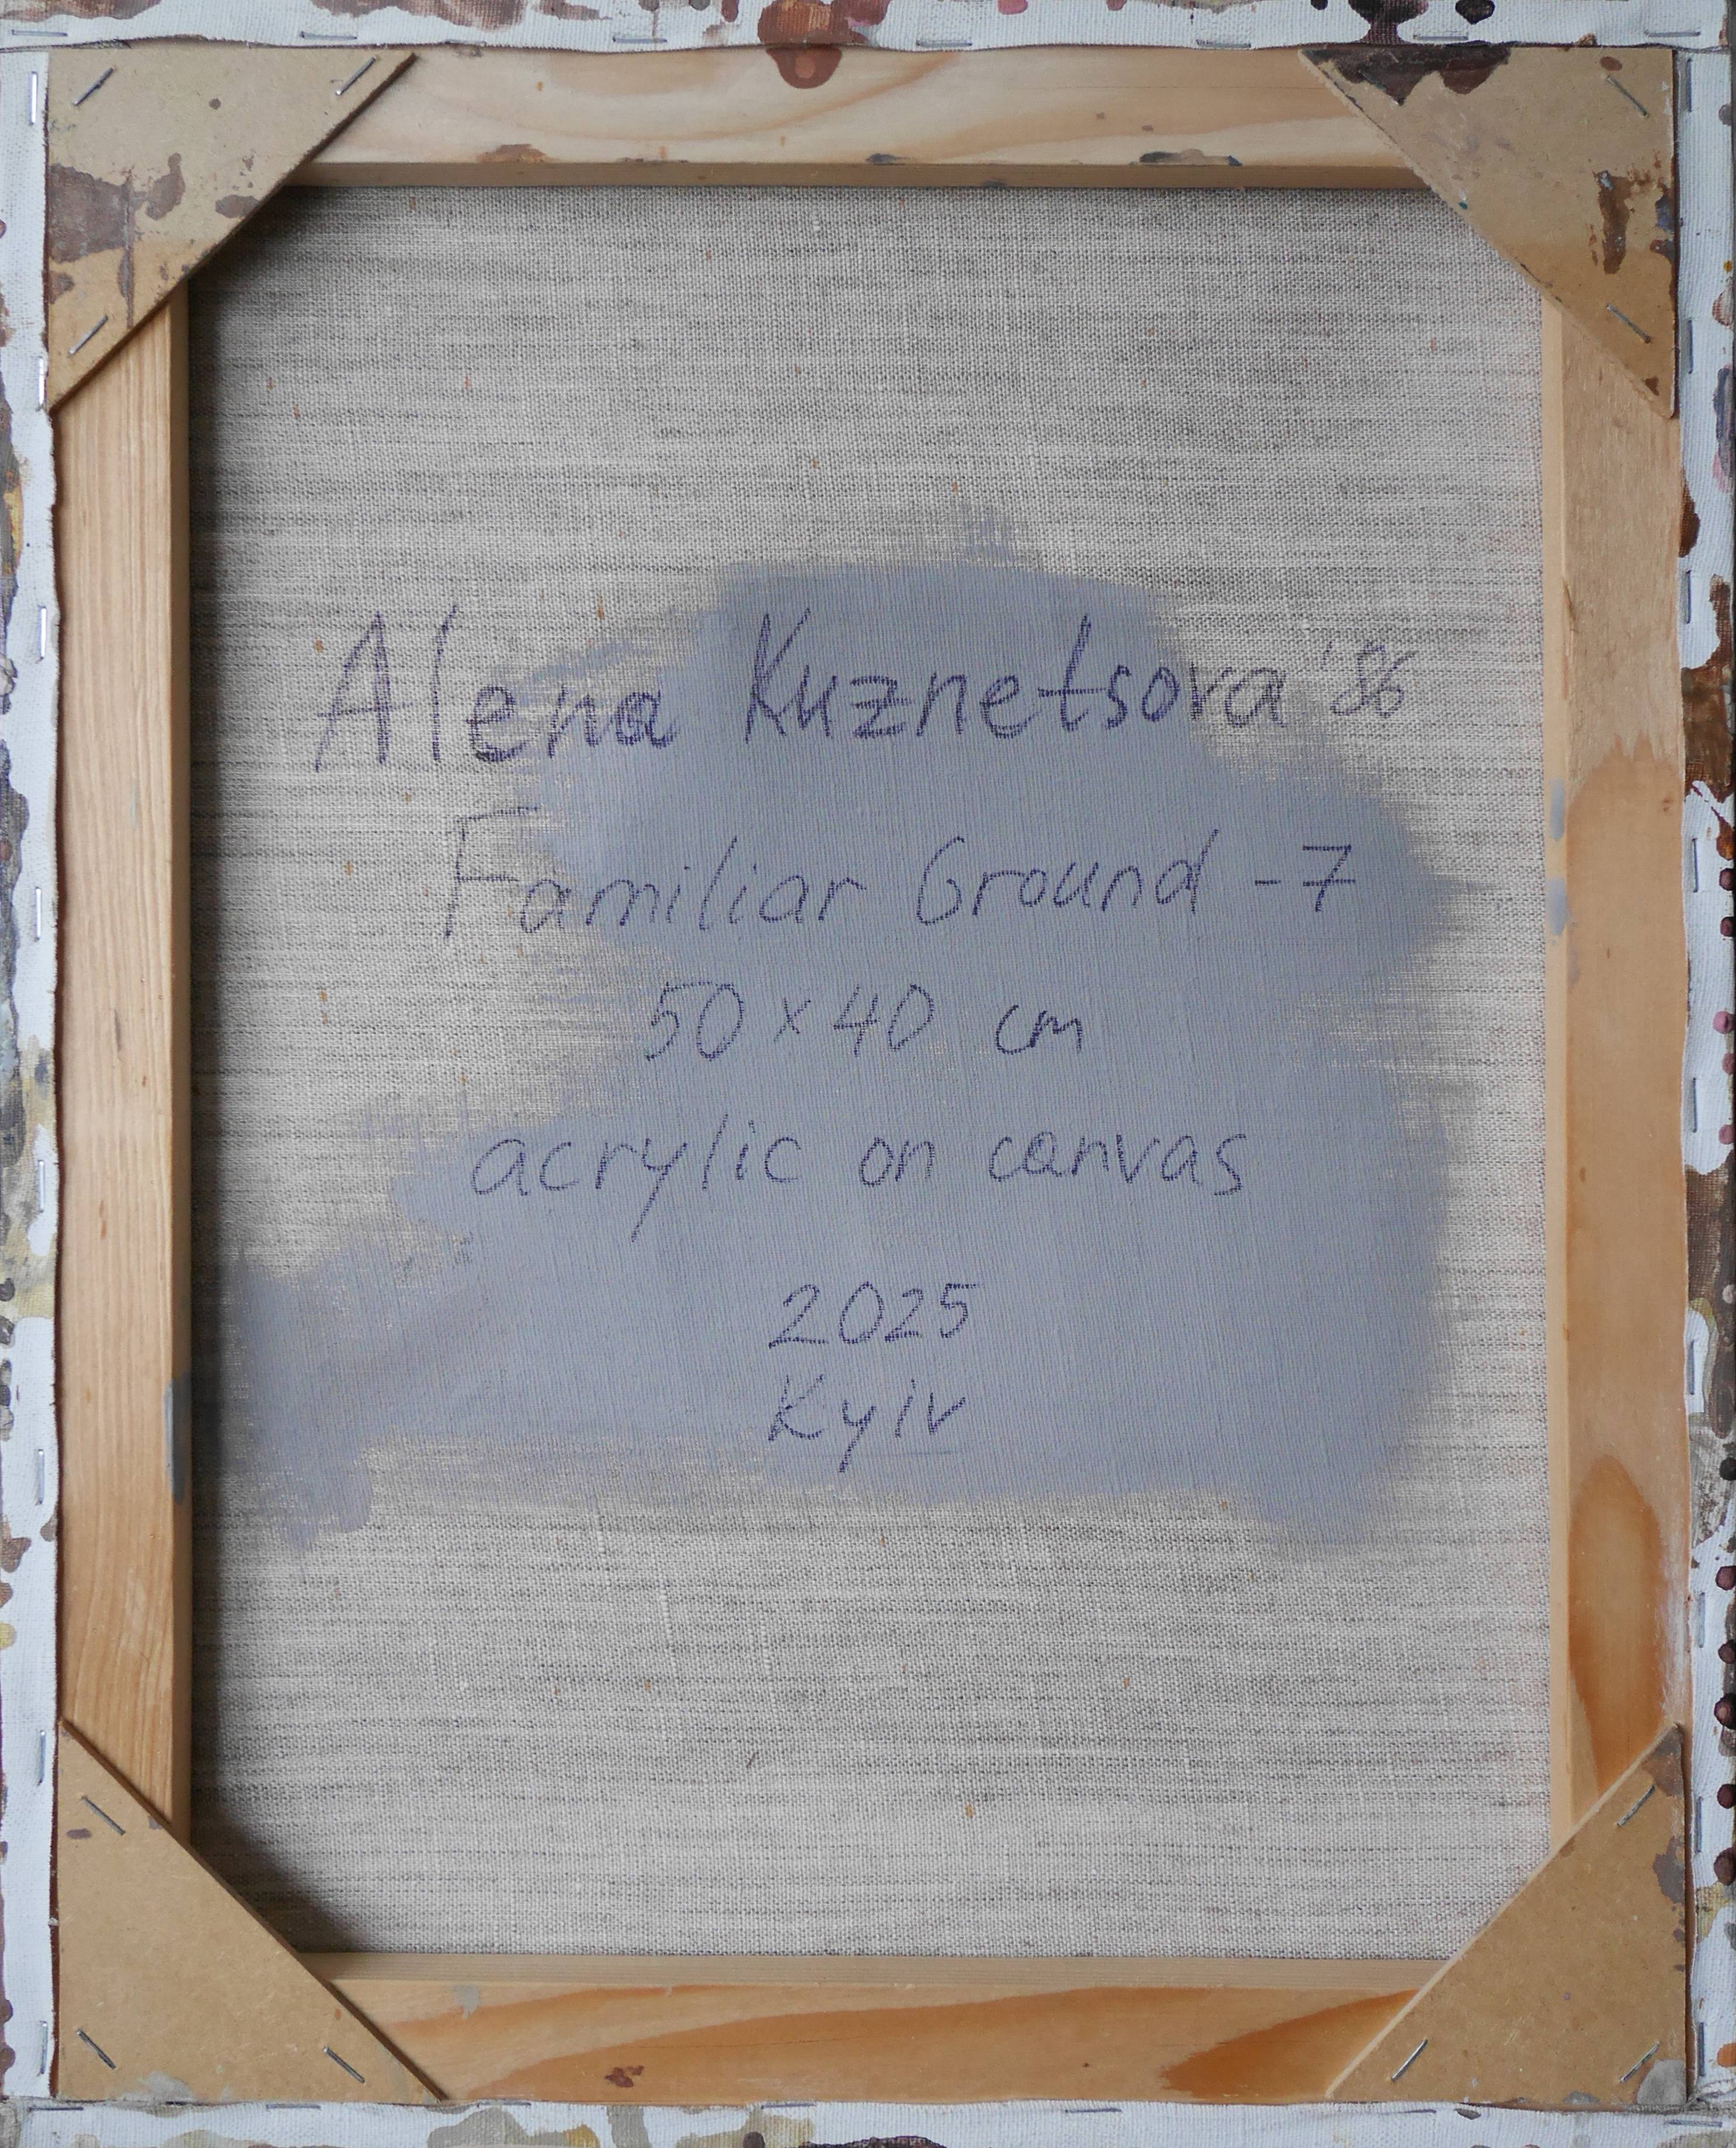 Alena Kuznetsova '86
Familiar Ground -7
50 x 40 cm
acrylic on canvas
2025
Kyiv